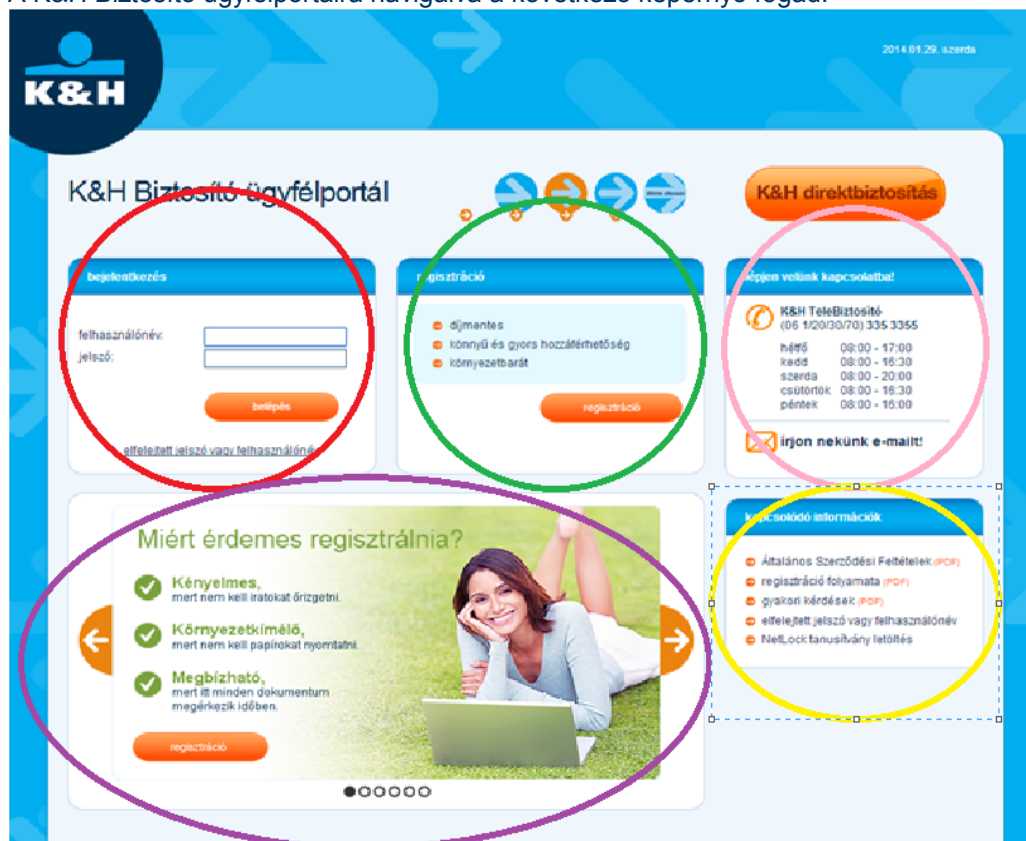 A K&H Biztosító ügyfélportálra navigálva a következő képernyő fogad:
2014.01.29. szerda
K&H
K&H Biztosító ügyfélportál
K&H direktbiztosítás
bejelentkezés
felhasználónév:
jelszó:
belépés
elfelejtett jelszó vagy felhasználónév
regisztráció
díjmentes
könnyű és gyors hozzáférhetőség
környezetbarát
regisztráció
lépjen velünk kapcsolatba!
K&H TeleBiztosító
(06 1/20/30/70) 335 3355
hétfő 08:00 - 17:00
kedd 08:00 - 16:30
szerda 08:00 - 20:00
csütörtök 08:00 - 16:30
péntek 08:00 - 15:00
írjon nekünk e-mailt!
Miért érdemes regisztrálnia?
Kényelmes,
mert nem kell iratokat őrizgetni.
Környezetkímélő,
mert nem kell papírokat nyomtatni.
Megbízható,
mert itt minden dokumentum
megérkezik időben.
regisztráció
kapcsolódó információk
Általános Szerződési Feltételek (PDF)
regisztráció folyamata (PDF)
gyakori kérdések (PDF)
elfelejtett jelszó vagy felhasználónév
NetLock tanusítvány letöltés